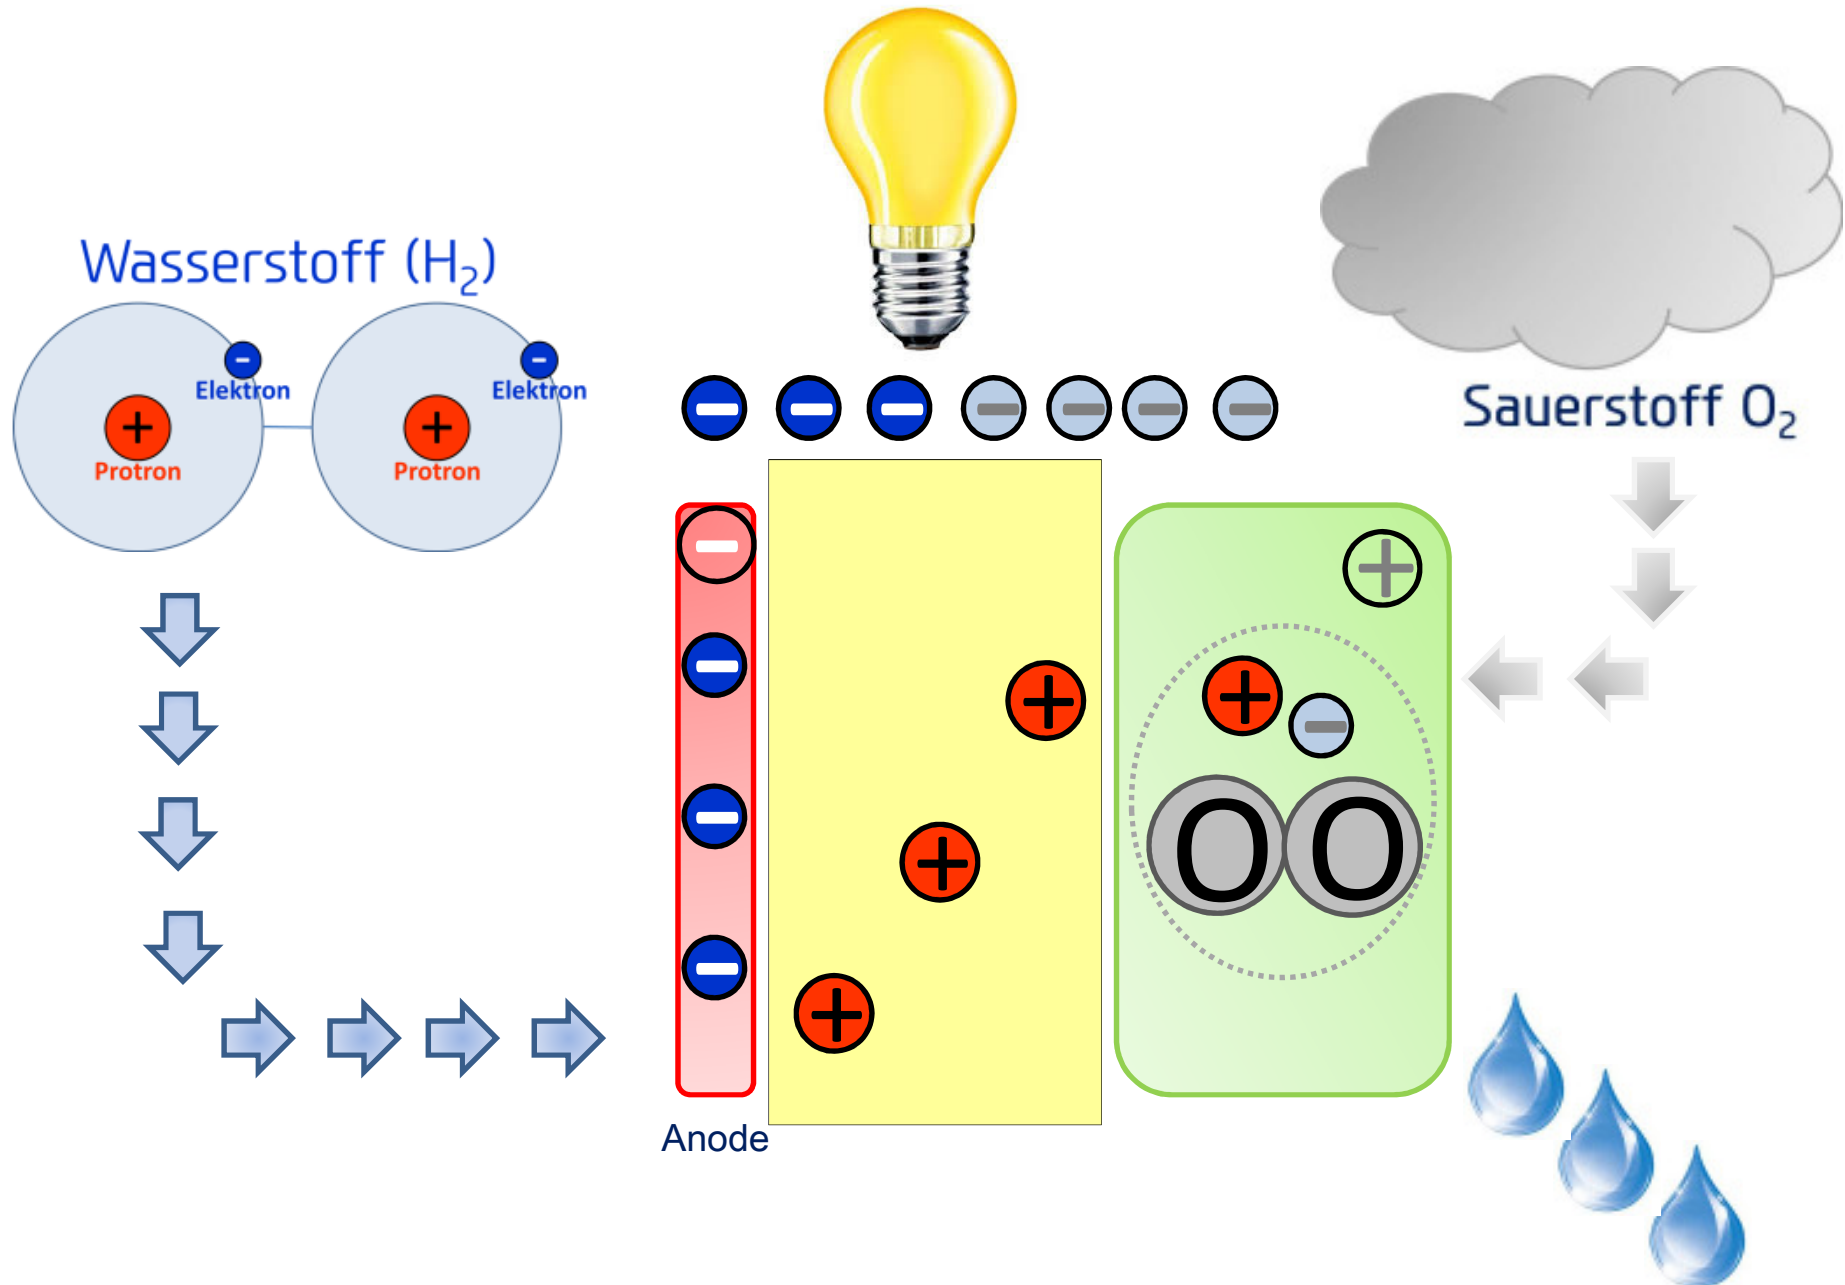 Wasserstoff (H₂)
Elektron
Elektron
+
+
Protron
Protron
Sauerstoff O₂
O O
Anode